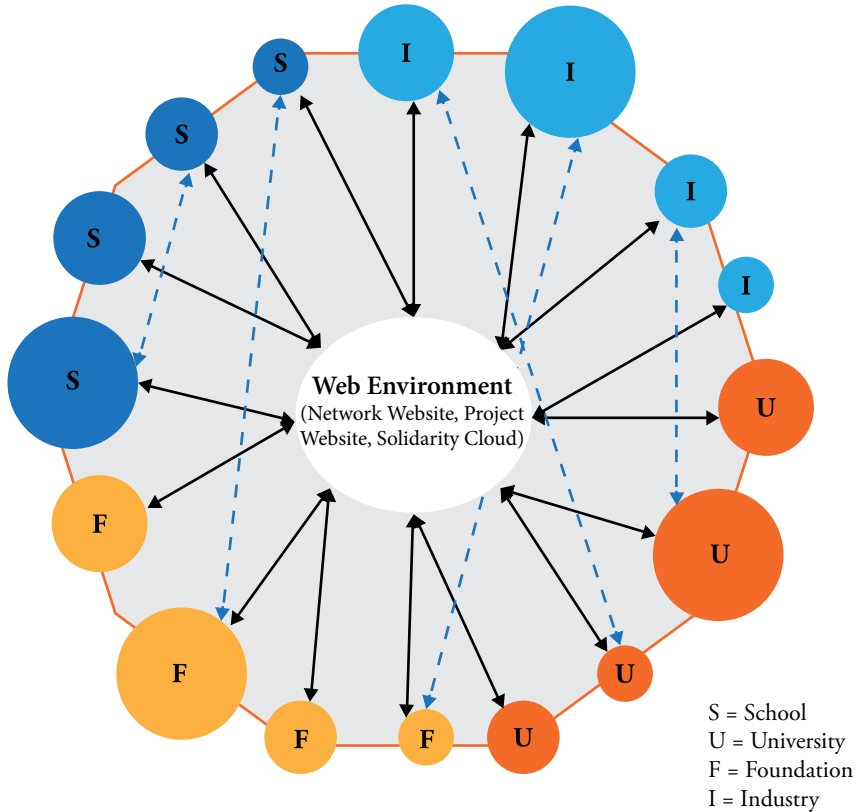 S
I
I
S
I
S
I
S
Web Environment
(Network Website, Project
Website, Solidarity Cloud)
U
F
U
F
U
F
F
U
S = School
U = University
F = Foundation
I = Industry